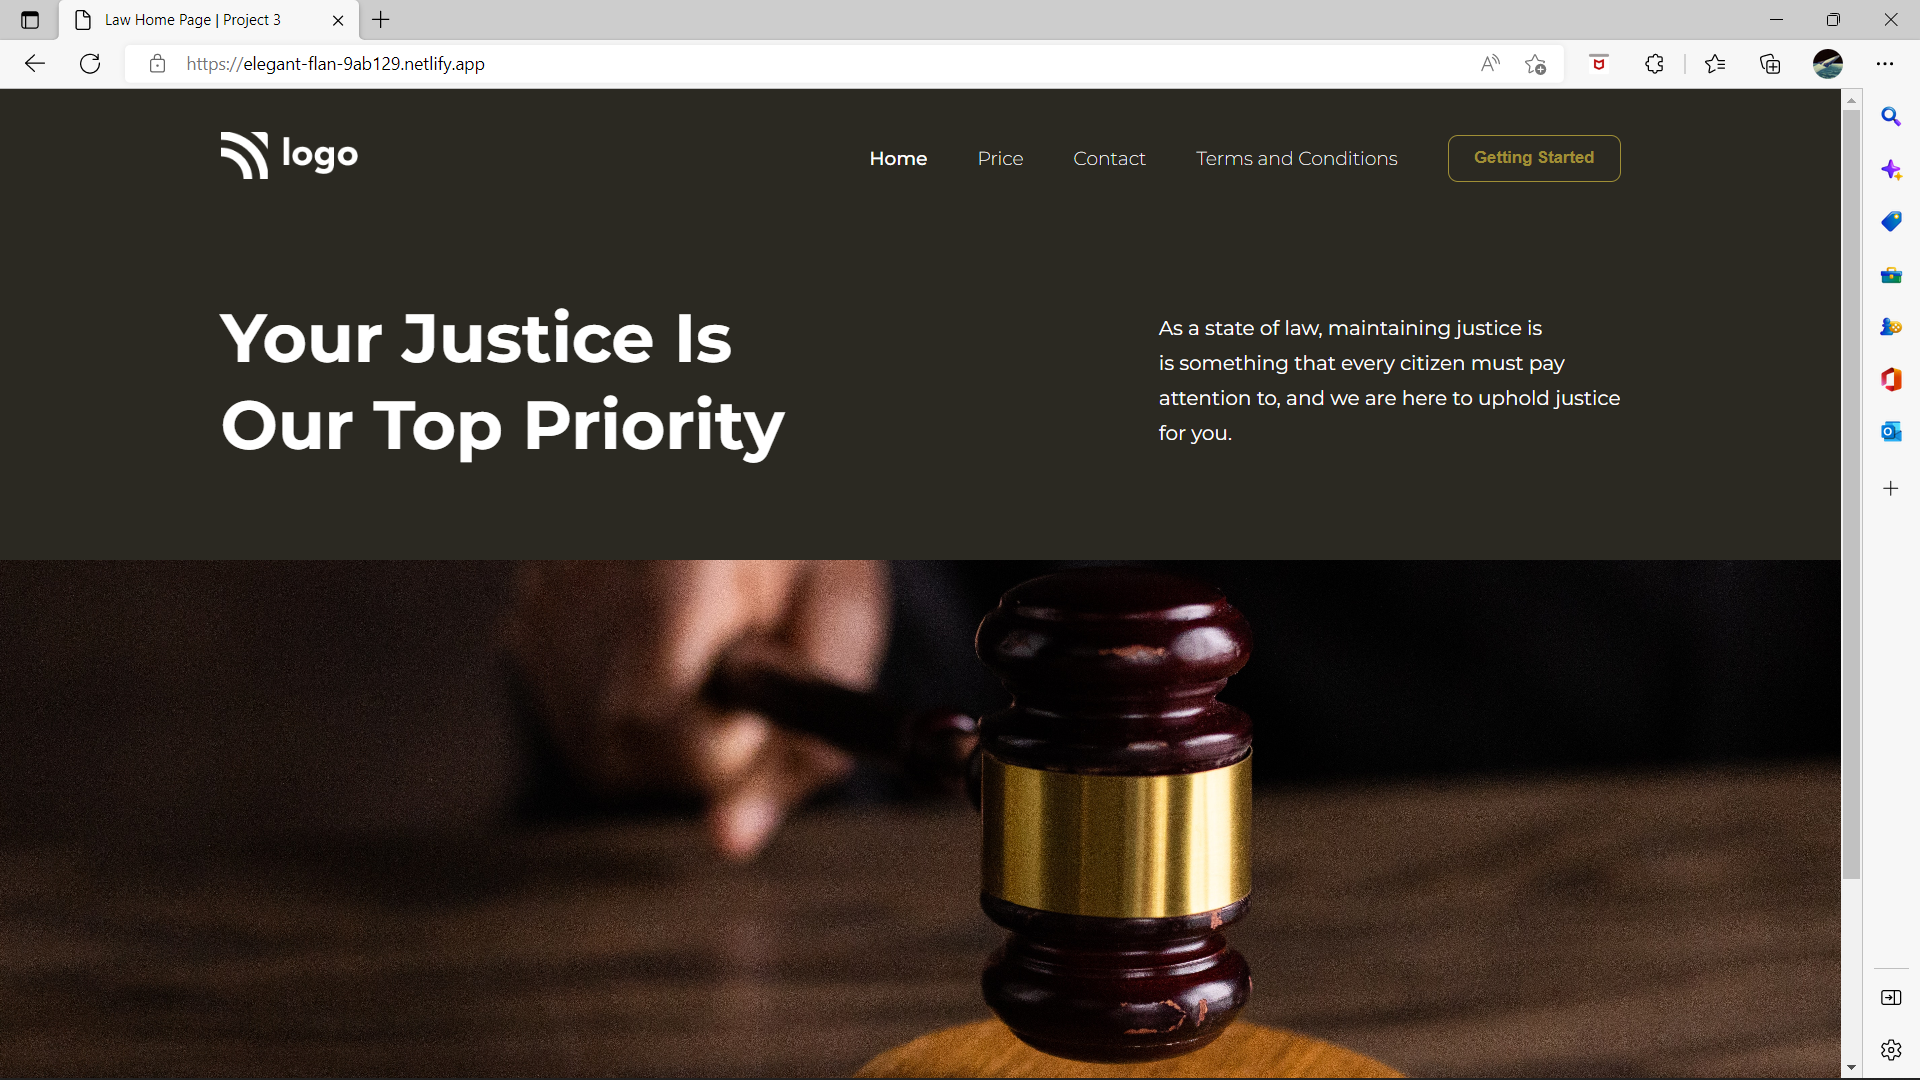 Law Home Page | Project 3
https://elegant-flan-9ab129.netlify.app
logo
Home Price Contact Terms and Conditions Getting Started
Your Justice Is
Our Top Priority
As a state of law, maintaining justice is
is something that every citizen must pay
attention to, and we are here to uphold justice
for you.